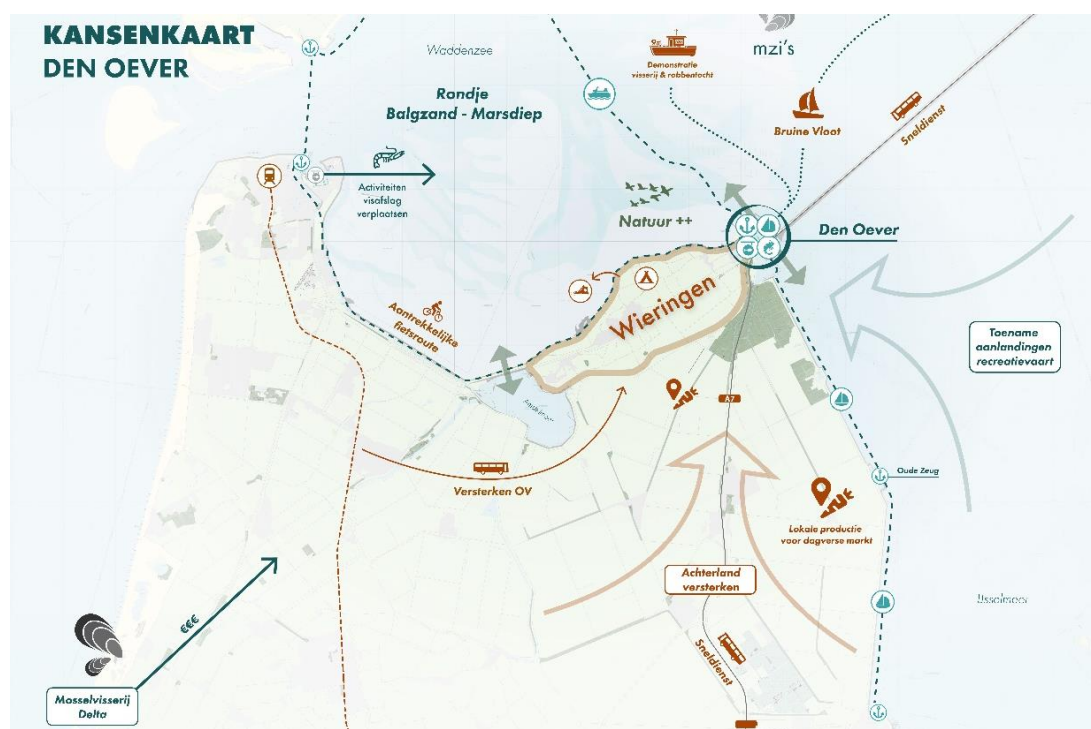 KANSENKAART
DEN OEVER
Waddenzee
mzi's
Demonstratie
visserij & robbentocht
Rondje
Balgzand - Marsdiep
Bruine Vloot
Sneldienst
Activiteiten
visafslag
verplaatsen
Natuur ++
Den Oever
Wieringen
Aantrekkelijke
fietsroute
Toename
aanlandingen
recreatievaart
A7
Versterken OV
Oude Zeug
Lokale productie
voor dagverse markt
Achterland
versterken
IJsselmeer
€€€
Sneldienst
Mosselvisserij
Delta